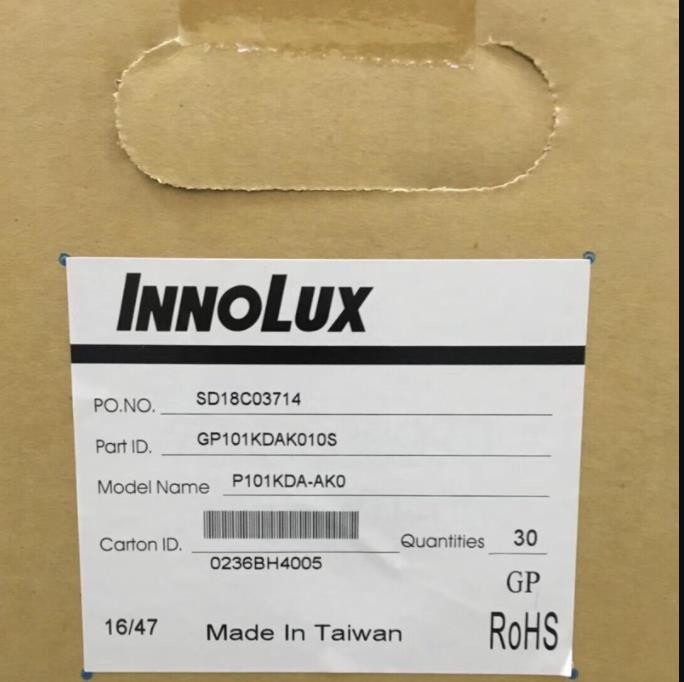 INNOLUX
PO.NO. SD18C03714
Part ID. GP101KDAK010S
Model Name P101KDA-AK0
Carton ID. 0236BH4005 Quantities 30
GP
16/47 Made In Taiwan RoHS